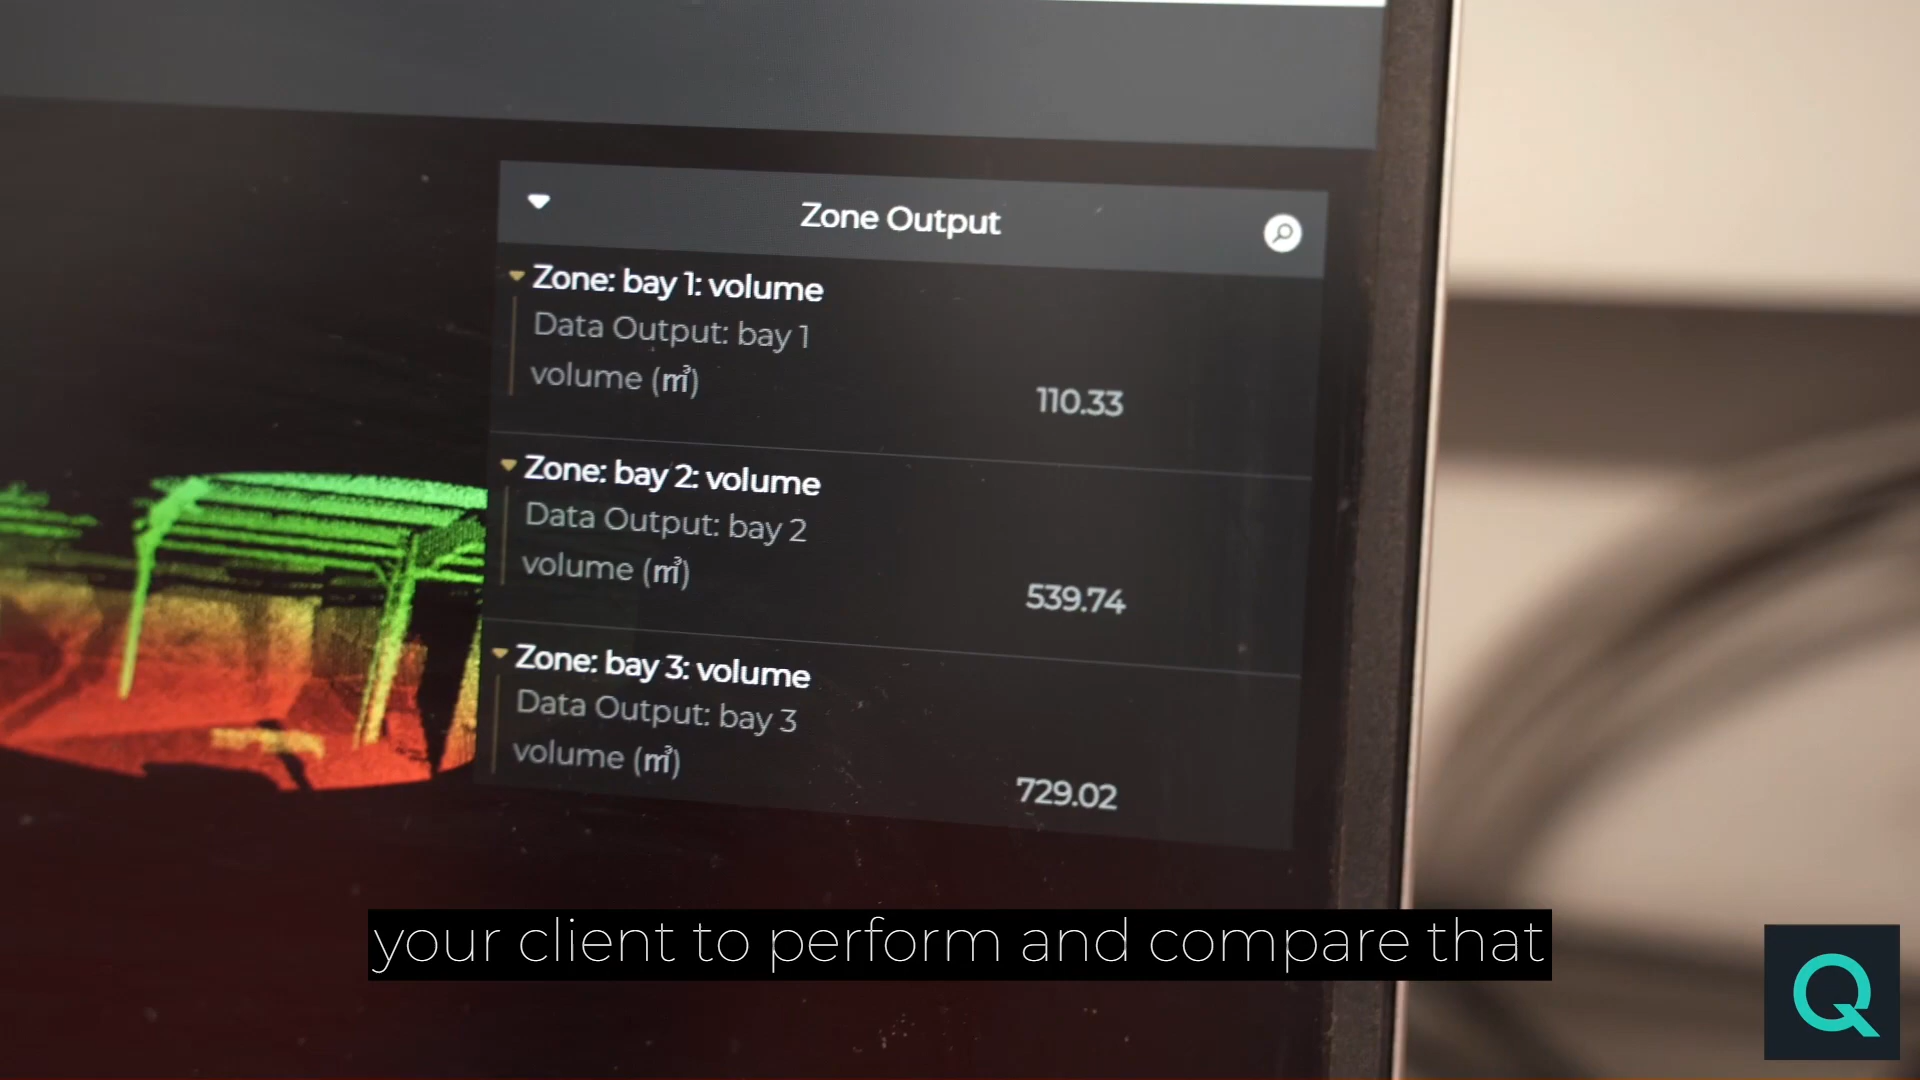 Zone Output
Zone: bay 1: volume
Data Output: bay 1
volume (m³)
110.33
Zone: bay 2: volume
Data Output: bay 2
volume (m³)
539.74
Zone: bay 3: volume
Data Output: bay 3
volume (m³)
729.02
your client to perform and compare that
Q